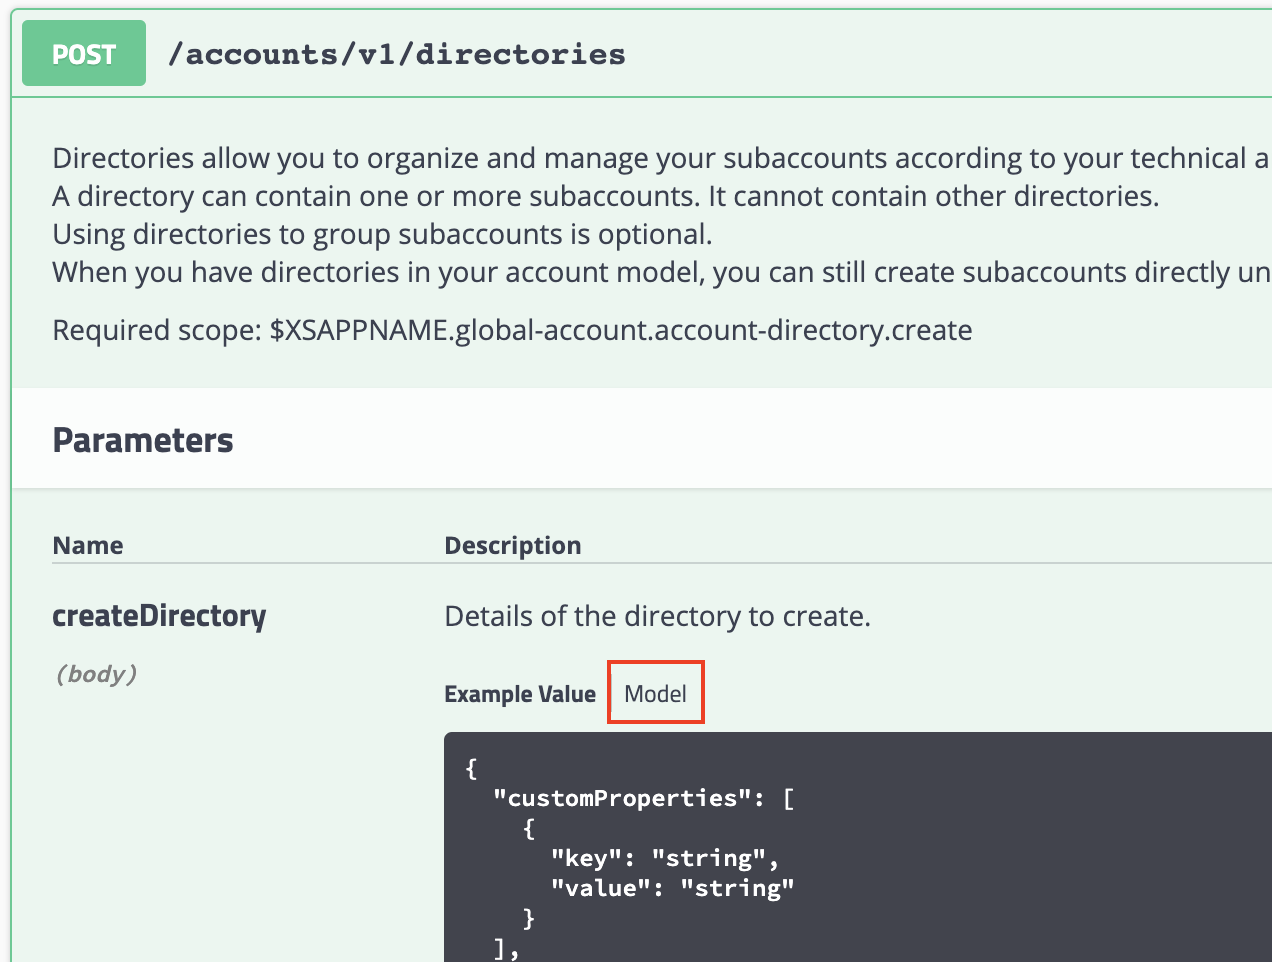 POST /accounts/v1/directories
Directories allow you to organize and manage your subaccounts according to your technical a
A directory can contain one or more subaccounts. It cannot contain other directories.
Using directories to group subaccounts is optional.
When you have directories in your account model, you can still create subaccounts directly un
Required scope: $XSAPPNAME.global-account.account-directory.create
Parameters
Name Description
createDirectory Details of the directory to create.
(body)
Example Value Model
{
"customProperties": [
{
"key": "string",
"value": "string"
}
],